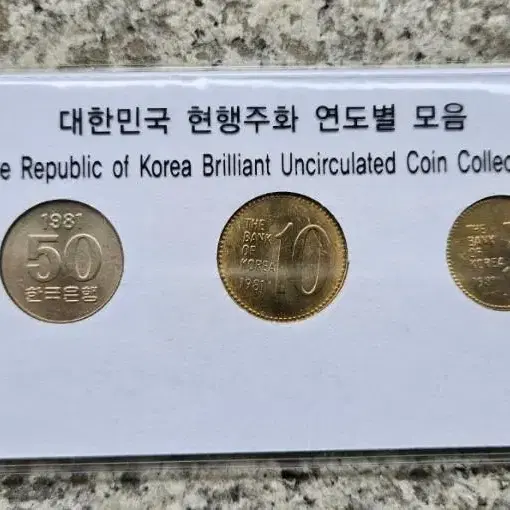 대한민국 현행주화 연도별 모음
e Republic of Korea Brilliant Uncirculated Coin Collec
1981
50
한국은행
THE
BANK
OF
KOREA
1981
10
THE
BANK
OF
KOREA